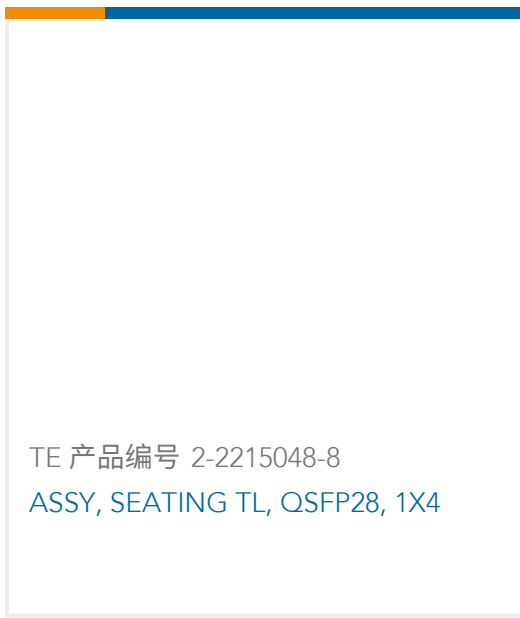 TE 产品编号 2-2215048-8
ASSY, SEATING TL, QSFP28, 1X4